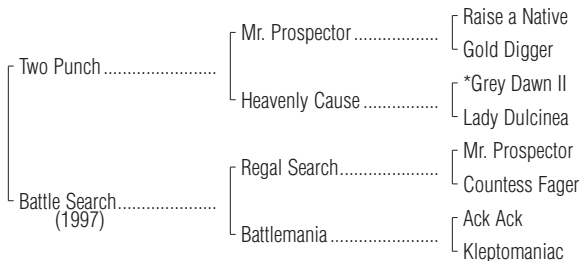 Raise a Native
Mr. Prospector ..................
Gold Digger
Two Punch ........................
*Grey Dawn II
Heavenly Cause ................
Lady Dulcinea
Mr. Prospector
Regal Search.....................
Countess Fager
Battle Search.....................
(1997)
Ack Ack
Battlemania .......................
Kleptomaniac